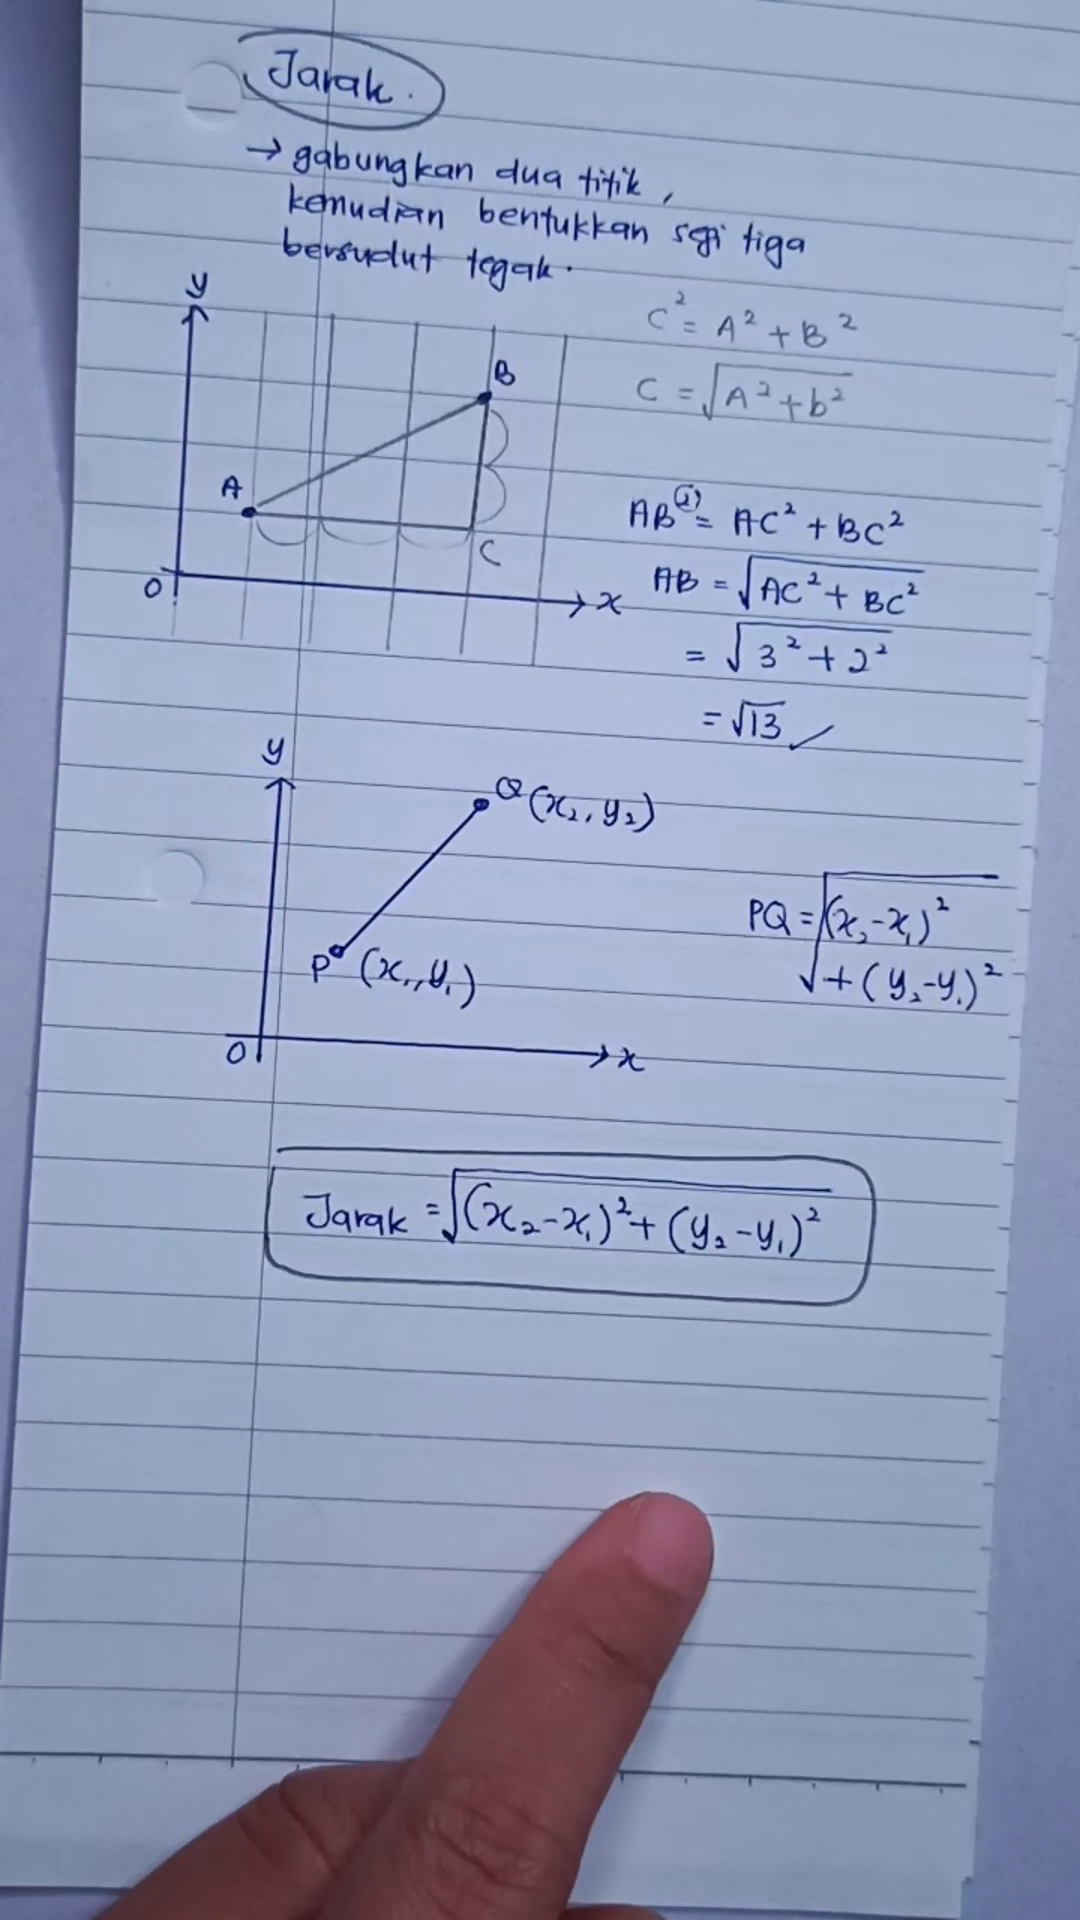 Jarak.
→ gabungkan dua titik,
kemudian bentukkan segi tiga
bersudut tegak.
y
C² = A² + B²
B
C = √A² + b²
A
AB² = AC² + BC²
C
AB = √AC² + BC²
O
x
= √3² + 2²
= √13 ✓
y
Q (x₂, y₂)
PQ = √(x₂-x₁)²
+ (y₂-y₁)²
P (x₁, y₁)
O
x
Jarak = √(x₂-x₁)² + (y₂-y₁)²